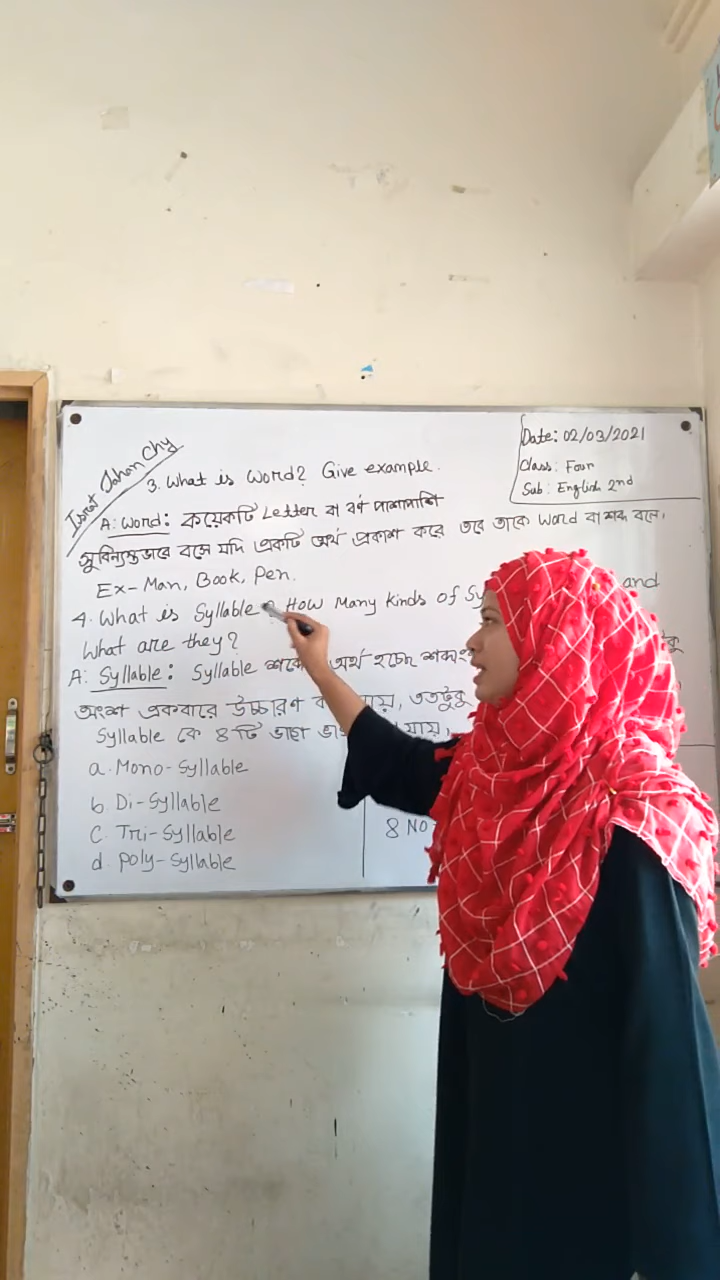 Israt Jahan Chy
Date: 02/03/2021
Class: Four
Sub: English 2nd
3. What is Word? Give example.
A: Word: কয়েকটি Letter বা বর্ণ পাশাপাশি
সুবিন্যস্তভাবে বসে যদি একটি অর্থ প্রকাশ করে তবে তাকে Word বা শব্দ বলে।
Ex- Man, Book, Pen.
4. What is Syllable? How Many Kinds of Sy and
What are they?
A: Syllable: Syllable অর্থ হচ্ছে
অংশ একবারে উচ্চারণ যায়, ততটুকু
Syllable কে ৪ টি যায়,
a. Mono-Syllable
b. Di-Syllable
c. Tri-Syllable
d. Poly-Syllable
8 NO